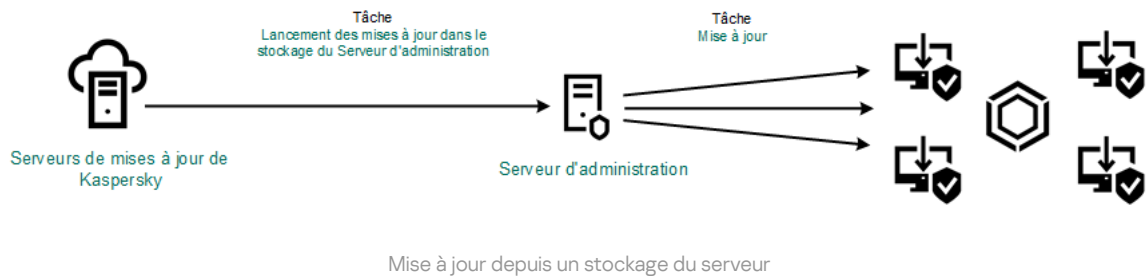 Tâche
Lancement des mises à jour dans le
stockage du Serveur d'administration
Tâche
Mise à jour
Serveurs de mises à jour de
Kaspersky
Serveur d'administration
Mise à jour depuis un stockage du serveur